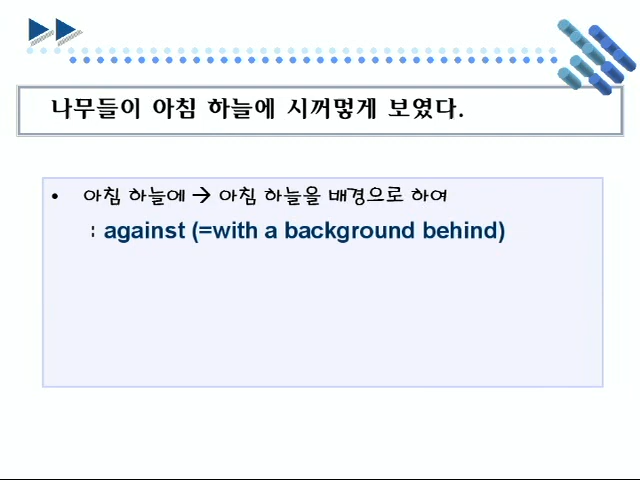 나무들이 아침 하늘에 시꺼멓게 보였다.
• 아침 하늘에 → 아침 하늘을 배경으로 하여
: against (=with a background behind)